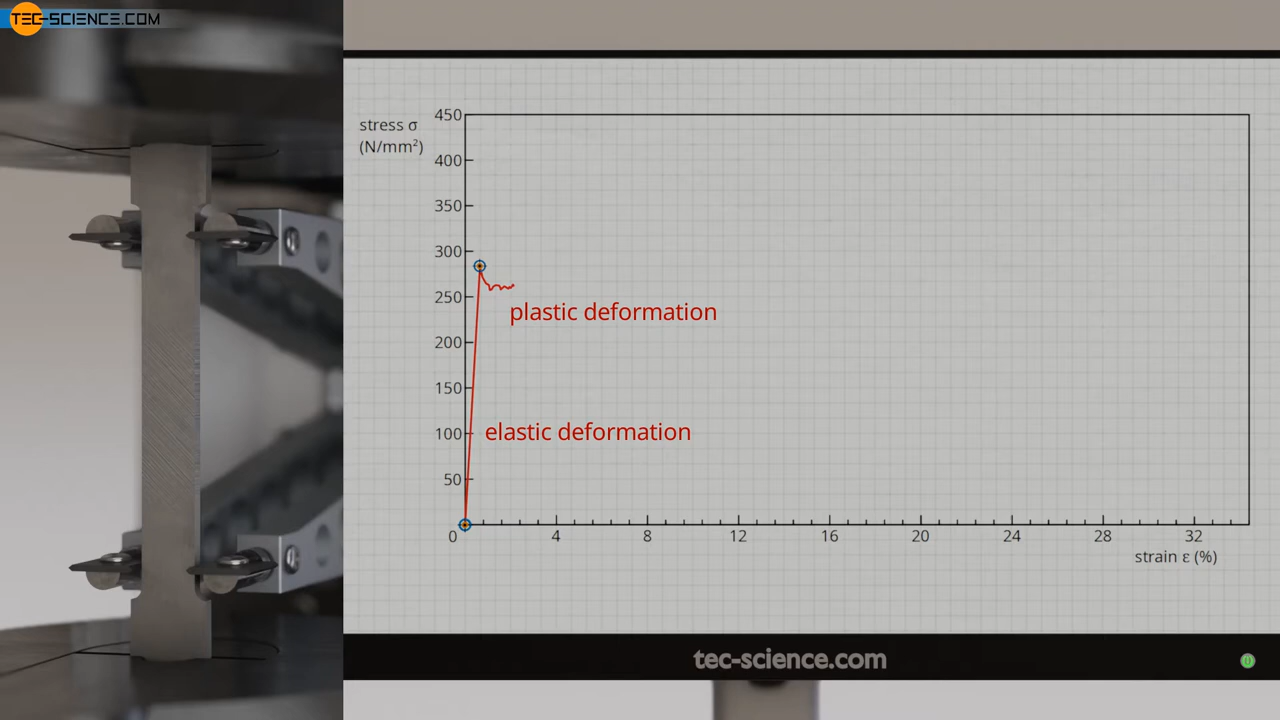 TEC-SCIENCE.COM
stress σ
(N/mm²)
450
400
350
300
250
200
150
100
50
plastic deformation
elastic deformation
0
4
8
12
16
20
24
28
32
strain ε (%)
tec-science.com